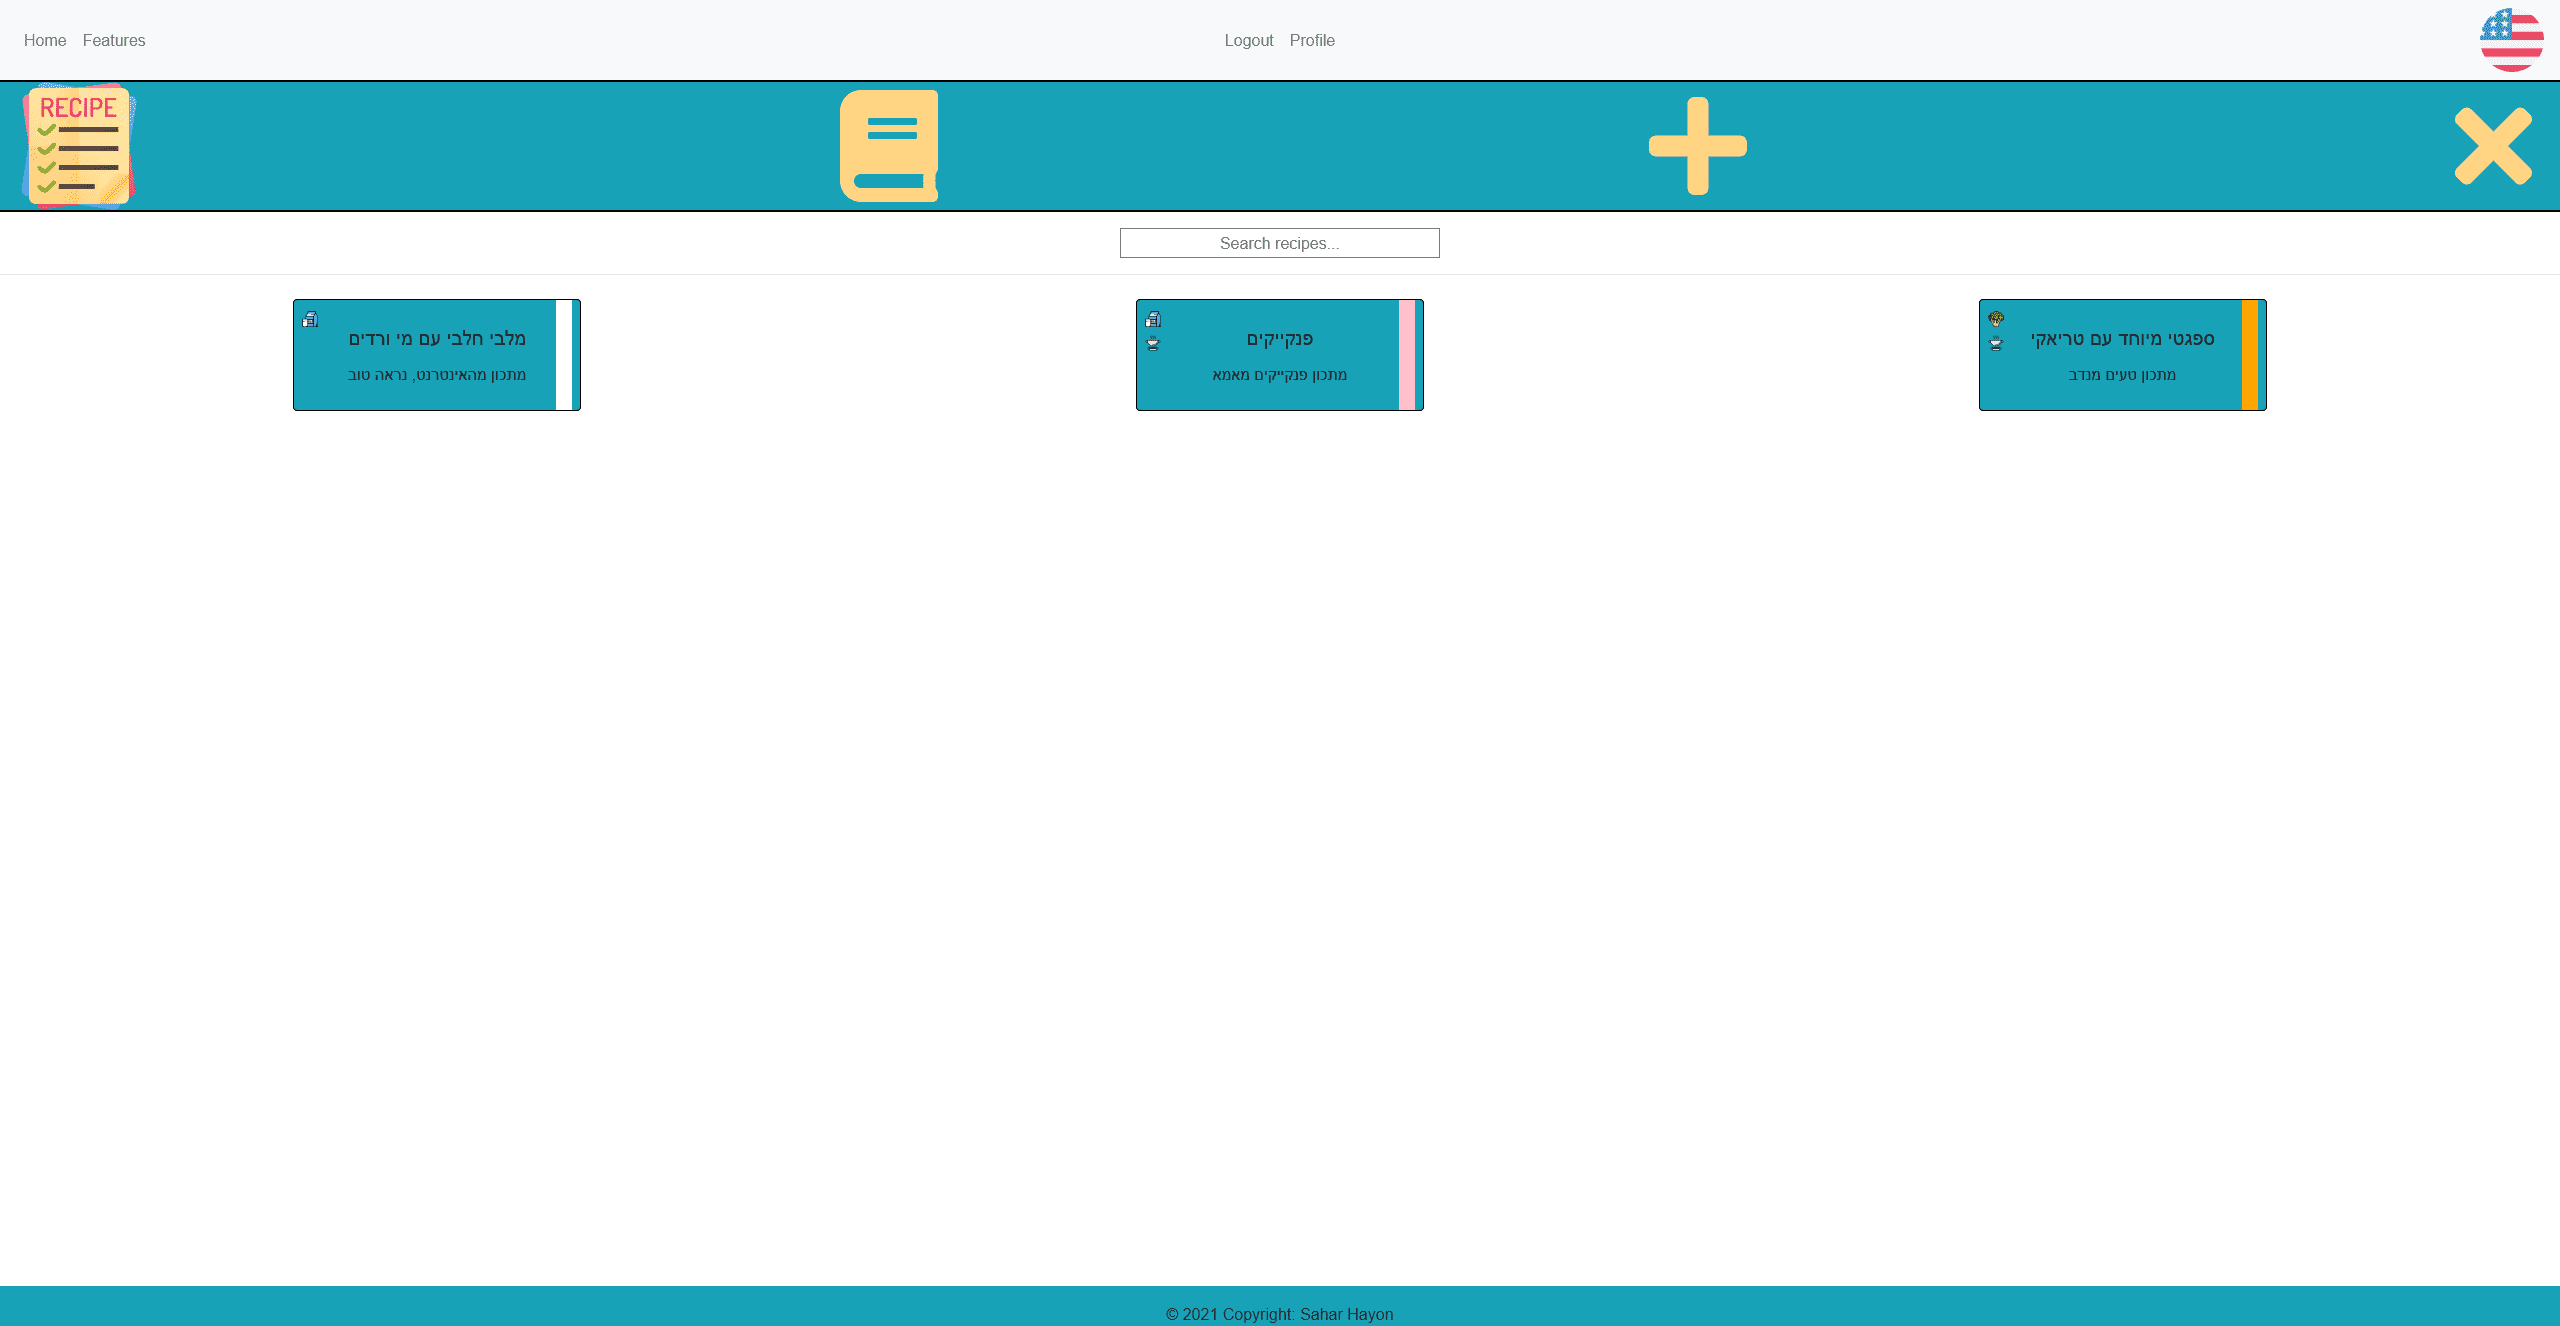 Home Features Logout Profile
RECIPE
Search recipes...
מלבי חלבי עם מי ורדים
מתכון מהאינטרנט, נראה טוב
פנקייקים
מתכון פנקייקים מאמא
ספגטי מיוחד עם טריאקי
מתכון טעים מנדב
© 2021 Copyright: Sahar Hayon